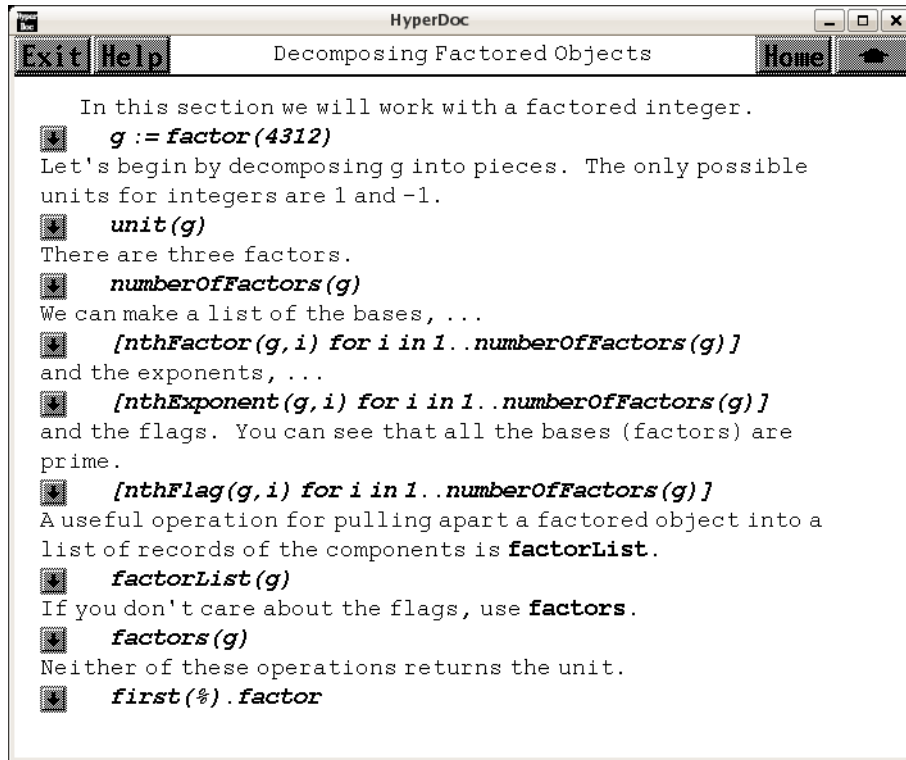 HyperDoc
Exit Help Decomposing Factored Objects Home
In this section we will work with a factored integer.
g := factor(4312)
Let's begin by decomposing g into pieces. The only possible
units for integers are 1 and -1.
unit(g)
There are three factors.
numberOfFactors(g)
We can make a list of the bases, ...
[nthFactor(g,i) for i in 1..numberOfFactors(g)]
and the exponents, ...
[nthExponent(g,i) for i in 1..numberOfFactors(g)]
and the flags. You can see that all the bases (factors) are
prime.
[nthFlag(g,i) for i in 1..numberOfFactors(g)]
A useful operation for pulling apart a factored object into a
list of records of the components is factorList.
factorList(g)
If you don't care about the flags, use factors.
factors(g)
Neither of these operations returns the unit.
first(%).factor